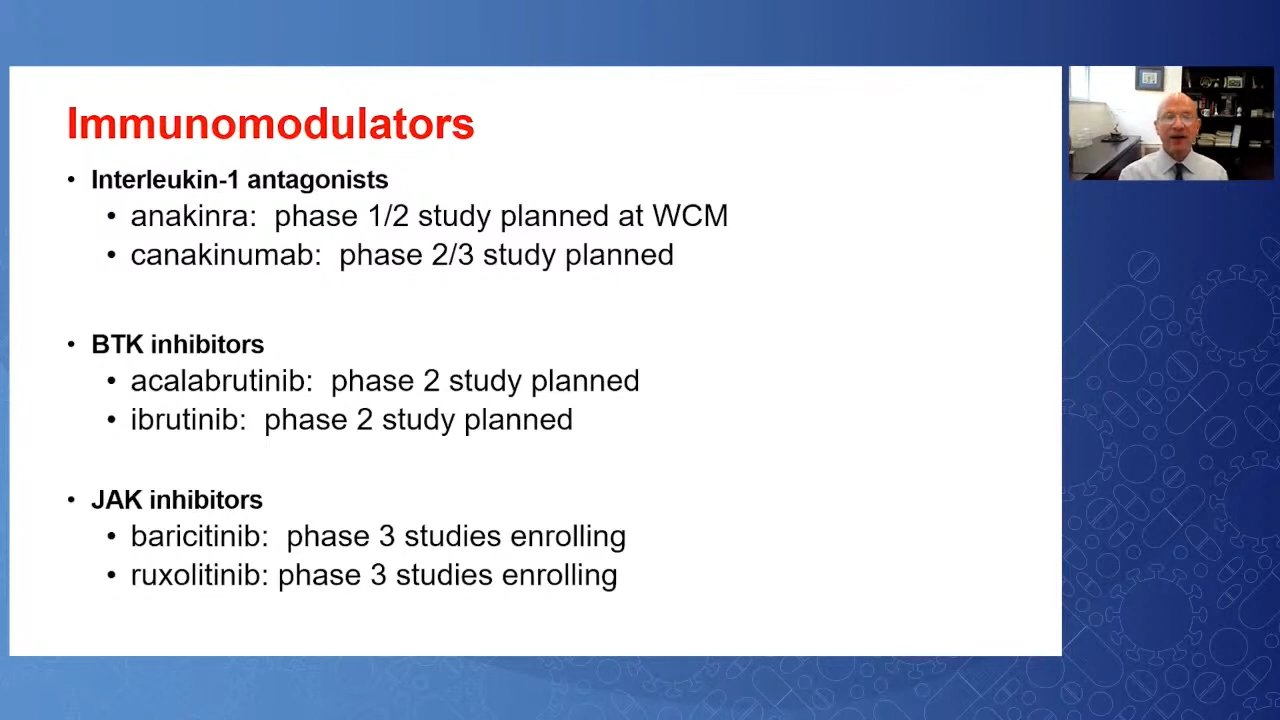 Immunomodulators
• Interleukin-1 antagonists
• anakinra: phase 1/2 study planned at WCM
• canakinumab: phase 2/3 study planned
• BTK inhibitors
• acalabrutinib: phase 2 study planned
• ibrutinib: phase 2 study planned
• JAK inhibitors
• baricitinib: phase 3 studies enrolling
• ruxolitinib: phase 3 studies enrolling